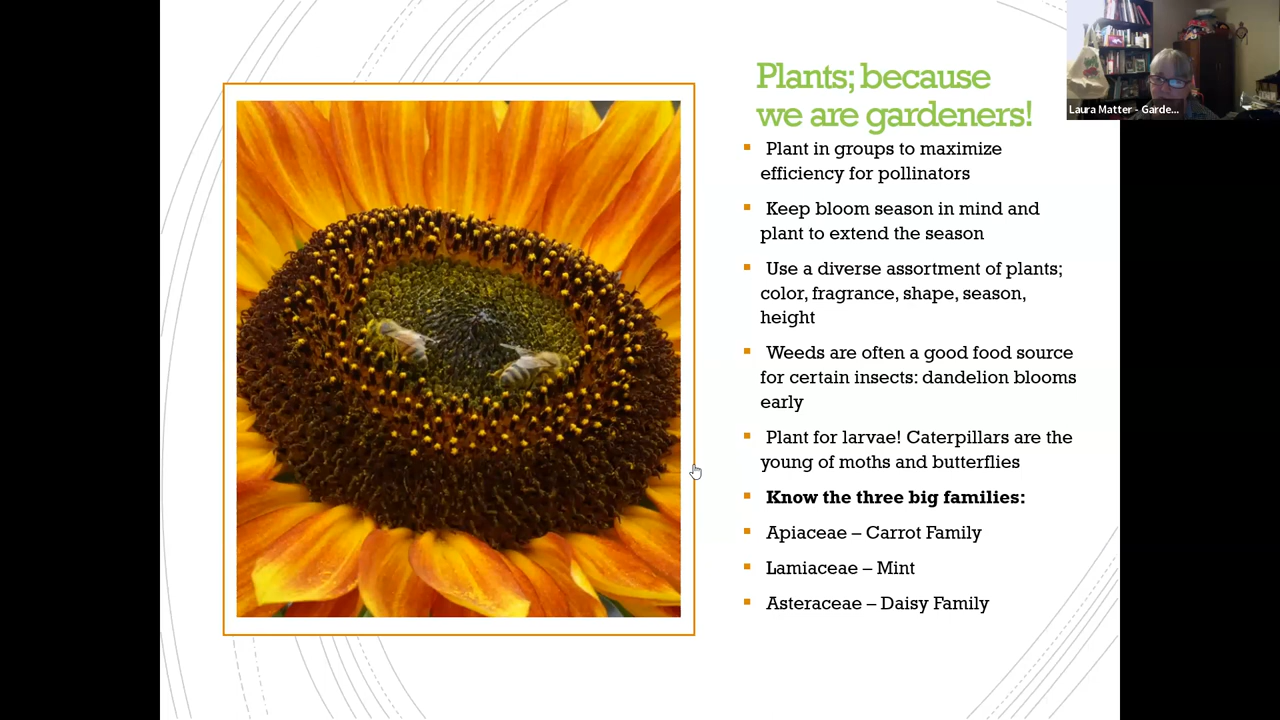 Plants; because
we are gardeners!
Laura Matter - Garde...
Plant in groups to maximize
efficiency for pollinators
Keep bloom season in mind and
plant to extend the season
Use a diverse assortment of plants;
color, fragrance, shape, season,
height
Weeds are often a good food source
for certain insects: dandelion blooms
early
Plant for larvae! Caterpillars are the
young of moths and butterflies
Know the three big families:
Apiaceae – Carrot Family
Lamiaceae – Mint
Asteraceae – Daisy Family